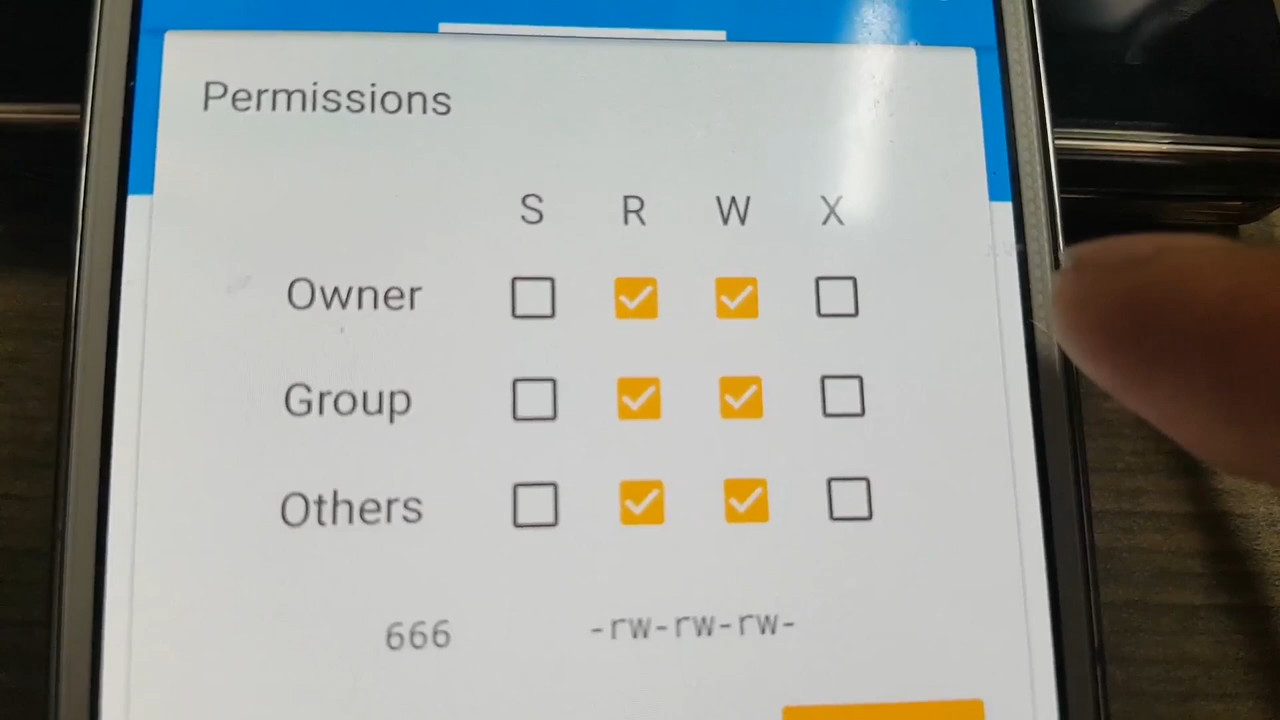 Permissions
S R W X
Owner
Group
Others
666 -rw-rw-rw-